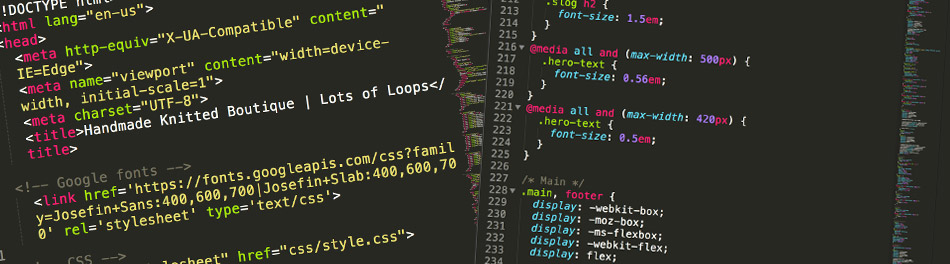 <!DOCTYPE html>
<html lang="en-us">
<head>
<meta http-equiv="X-UA-Compatible" content="
IE=Edge">
<meta name="viewport" content="width=device-
width, initial-scale=1">
<meta charset="UTF-8">
<title>Handmade Knitted Boutique | Lots of Loops</
title>
<!-- Google fonts -->
<link href='https://fonts.googleapis.com/css?famil
y=Josefin+Sans:400,600,700|Josefin+Slab:400,600,70
0' rel='stylesheet' type='text/css'>
CSS -->
href="css/style.css">
212
213 .slog h2 {
214 font-size: 1.5em;
215 }
216 @media all and (max-width: 500px) {
217 .hero-text {
218 font-size: 0.56em;
219 }
220 }
221 @media all and (max-width: 420px) {
222 .hero-text {
223 font-size: 0.5em;
224 }
225 }
226
227 /* Main */
228 .main, footer {
229 display: -webkit-box;
230 display: -moz-box;
231 display: -ms-flexbox;
232 display: -webkit-flex;
233 display: flex;
234